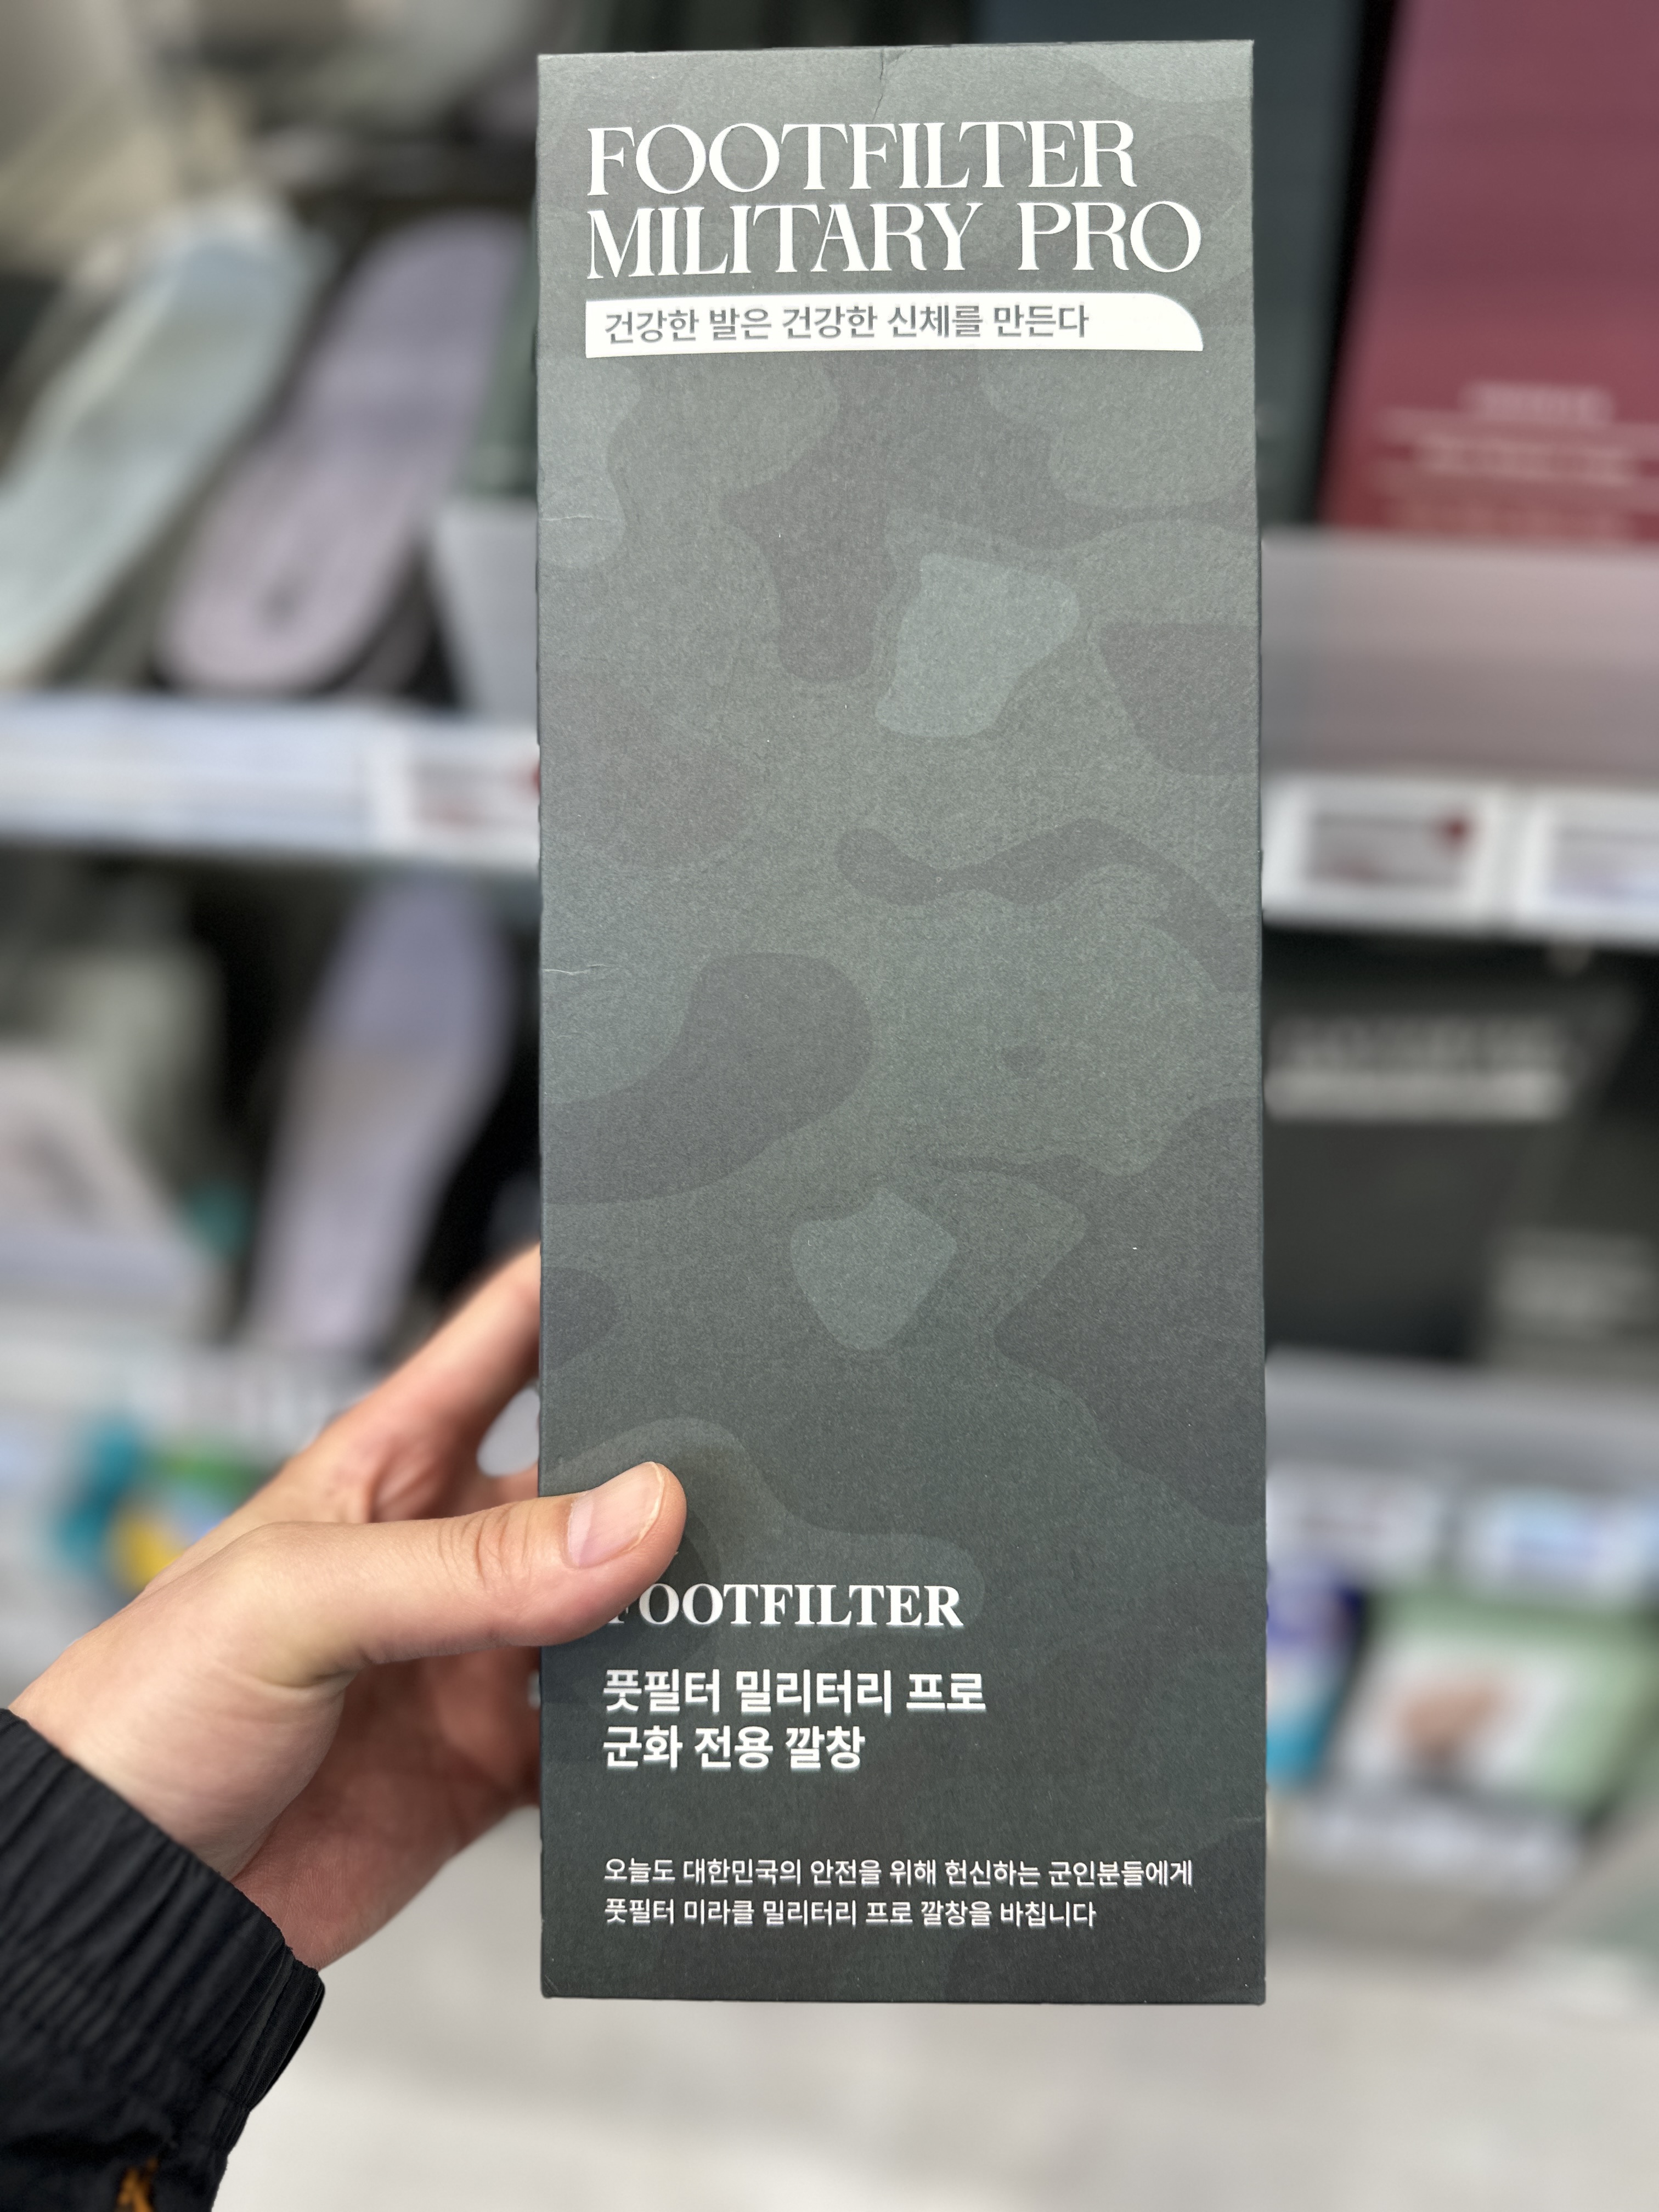 FOOTFILTER
MILITARY PRO
건강한 발은 건강한 신체를 만든다
FOOTFILTER
풋필터 밀리터리 프로
군화 전용 깔창
오늘도 대한민국의 안전을 위해 헌신하는 군인분들에게
풋필터 미라클 밀리터리 프로 깔창을 바칩니다